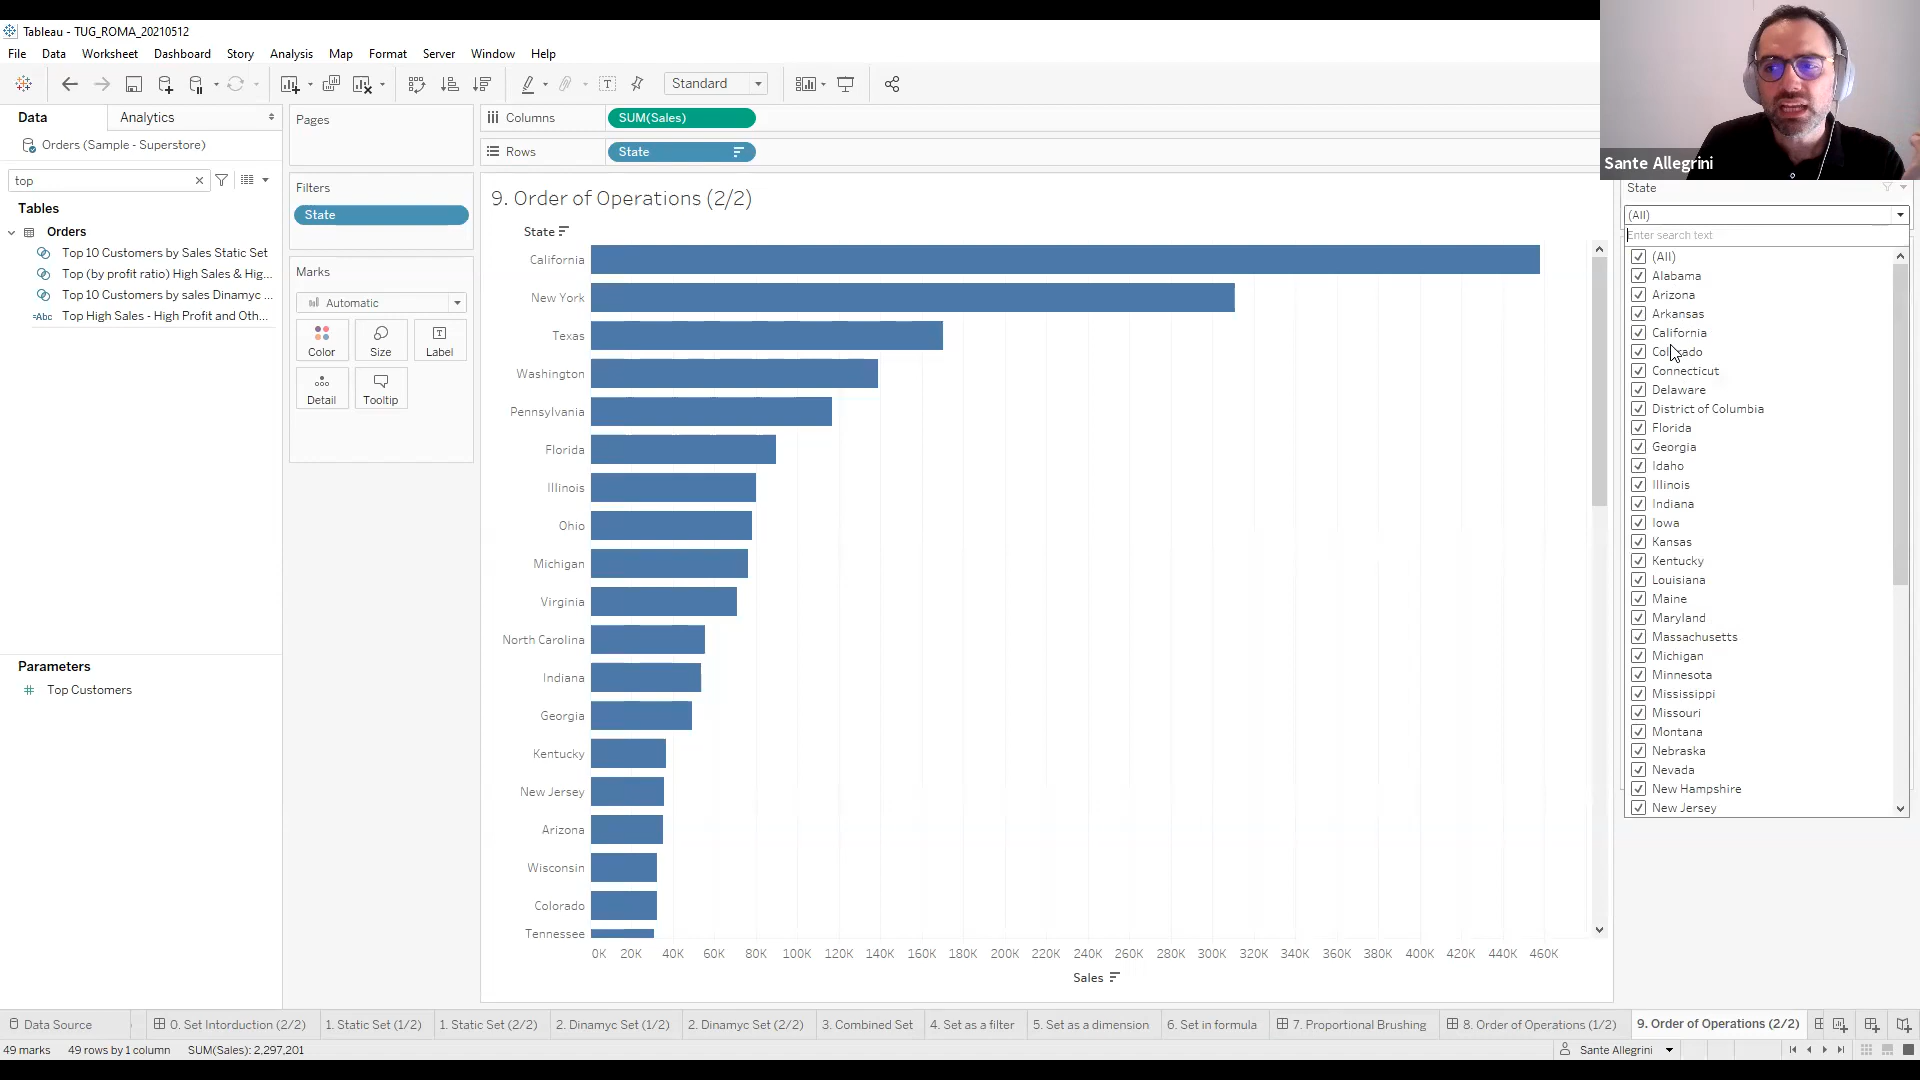 Tableau - TUG_ROMA_20210512
File Data Worksheet Dashboard Story Analysis Map Format Server Window Help
Standard
Data Analytics
Orders (Sample - Superstore)
top
Tables
Orders
Top 10 Customers by Sales Static Set
Top (by profit ratio) High Sales & Hig...
Top 10 Customers by sales Dinamyc ...
Abc Top High Sales - High Profit and Oth...
Parameters
Top Customers
Pages
Filters
State
Marks
Automatic
Color Size Label
Detail Tooltip
Columns SUM(Sales)
Rows State
9. Order of Operations (2/2)
State
California
New York
Texas
Washington
Pennsylvania
Florida
Illinois
Ohio
Michigan
Virginia
North Carolina
Indiana
Georgia
Kentucky
New Jersey
Arizona
Wisconsin
Colorado
Tennessee
0K 20K 40K 60K 80K 100K 120K 140K 160K 180K 200K 220K 240K 260K 280K 300K 320K 340K 360K 380K 400K 420K 440K 460K
Sales
Sante Allegrini
State
(All)
Enter search text
(All)
Alabama
Arizona
Arkansas
California
Colorado
Connecticut
Delaware
District of Columbia
Florida
Georgia
Idaho
Illinois
Indiana
Iowa
Kansas
Kentucky
Louisiana
Maine
Maryland
Massachusetts
Michigan
Minnesota
Mississippi
Missouri
Montana
Nebraska
Nevada
New Hampshire
New Jersey
Data Source 0. Set Intorduction (2/2) 1. Static Set (1/2) 1. Static Set (2/2) 2. Dinamyc Set (1/2) 2. Dinamyc Set (2/2) 3. Combined Set 4. Set as a filter 5. Set as a dimension 6. Set in formula 7. Proportional Brushing 8. Order of Operations (1/2) 9. Order of Operations (2/2)
49 marks 49 rows by 1 column SUM(Sales): 2,297,201 Sante Allegrini